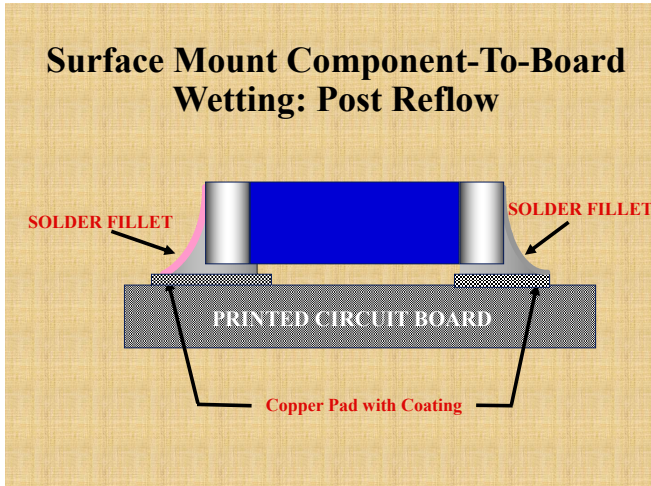 Surface Mount Component-To-Board
Wetting: Post Reflow
SOLDER FILLET
SOLDER FILLET
PRINTED CIRCUIT BOARD
Copper Pad with Coating